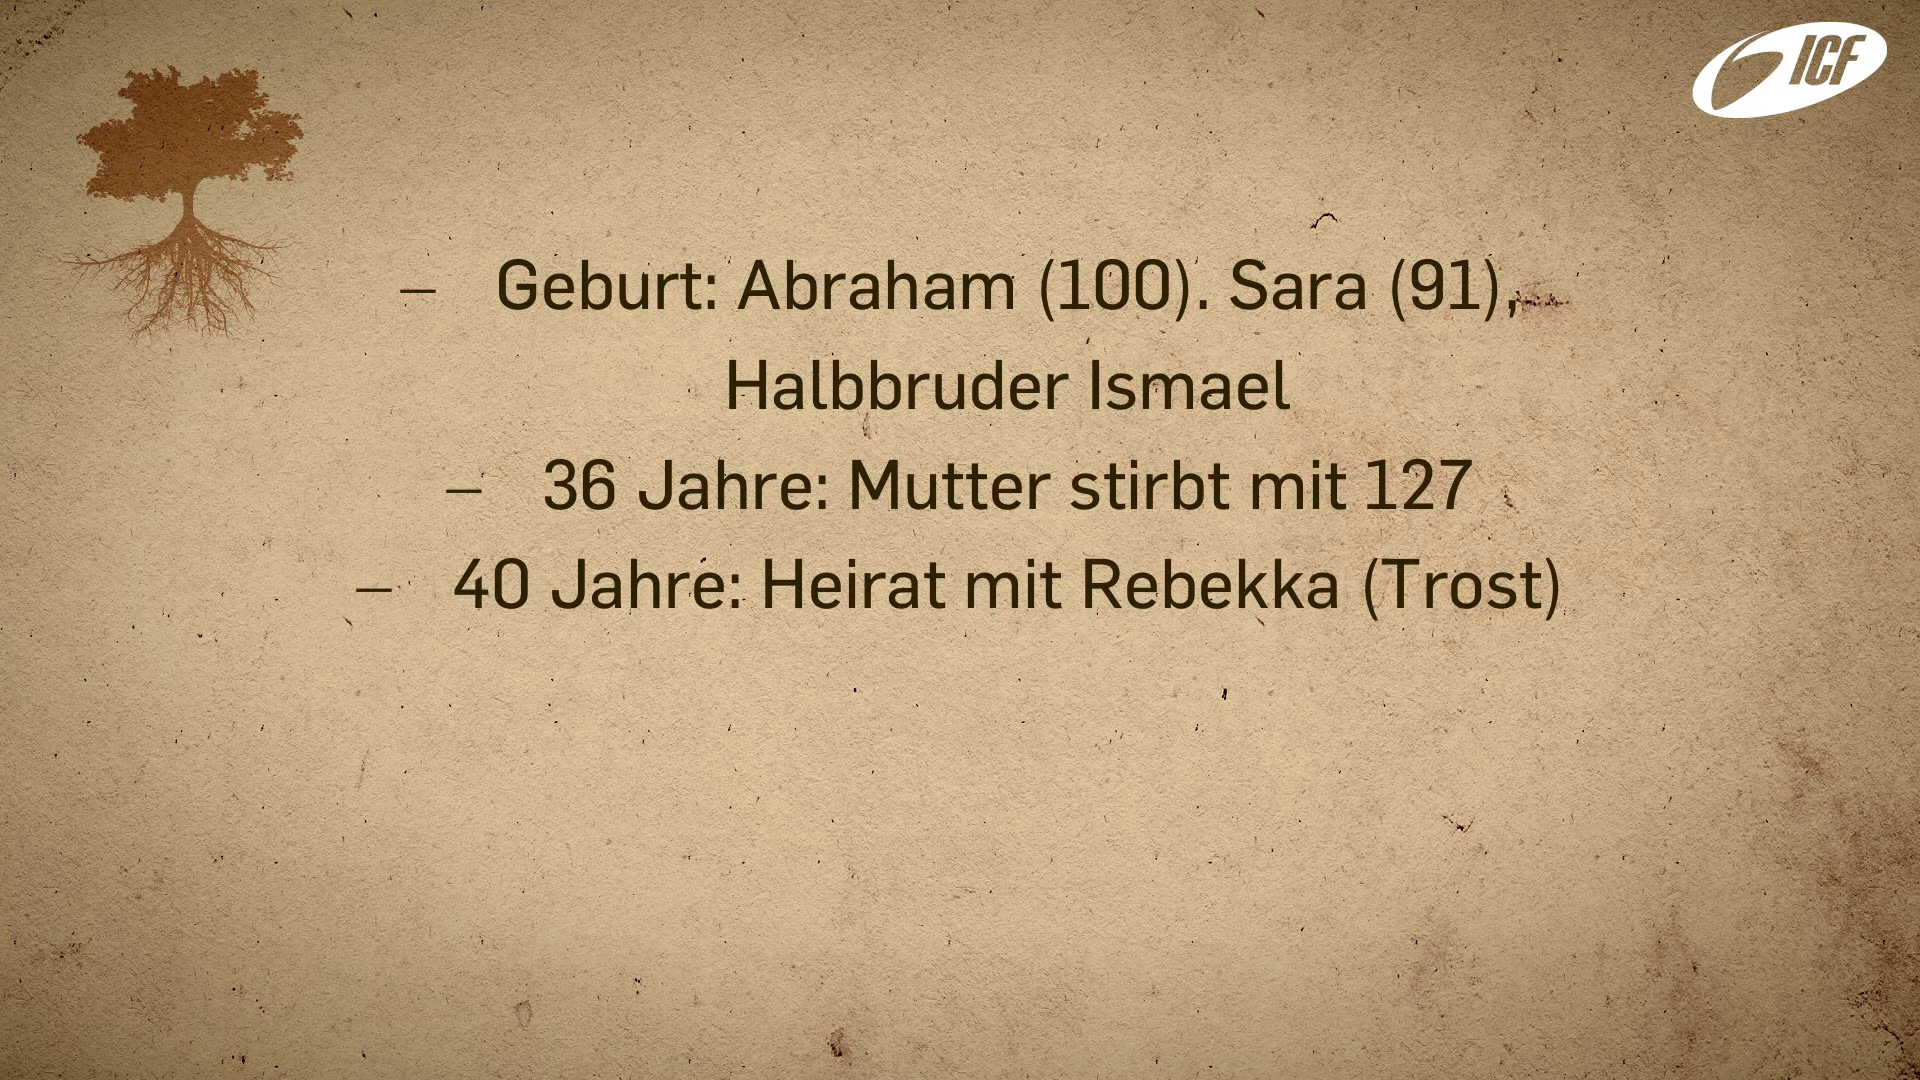 ICF
– Geburt: Abraham (100). Sara (91),
Halbbruder Ismael
– 36 Jahre: Mutter stirbt mit 127
– 40 Jahre: Heirat mit Rebekka (Trost)